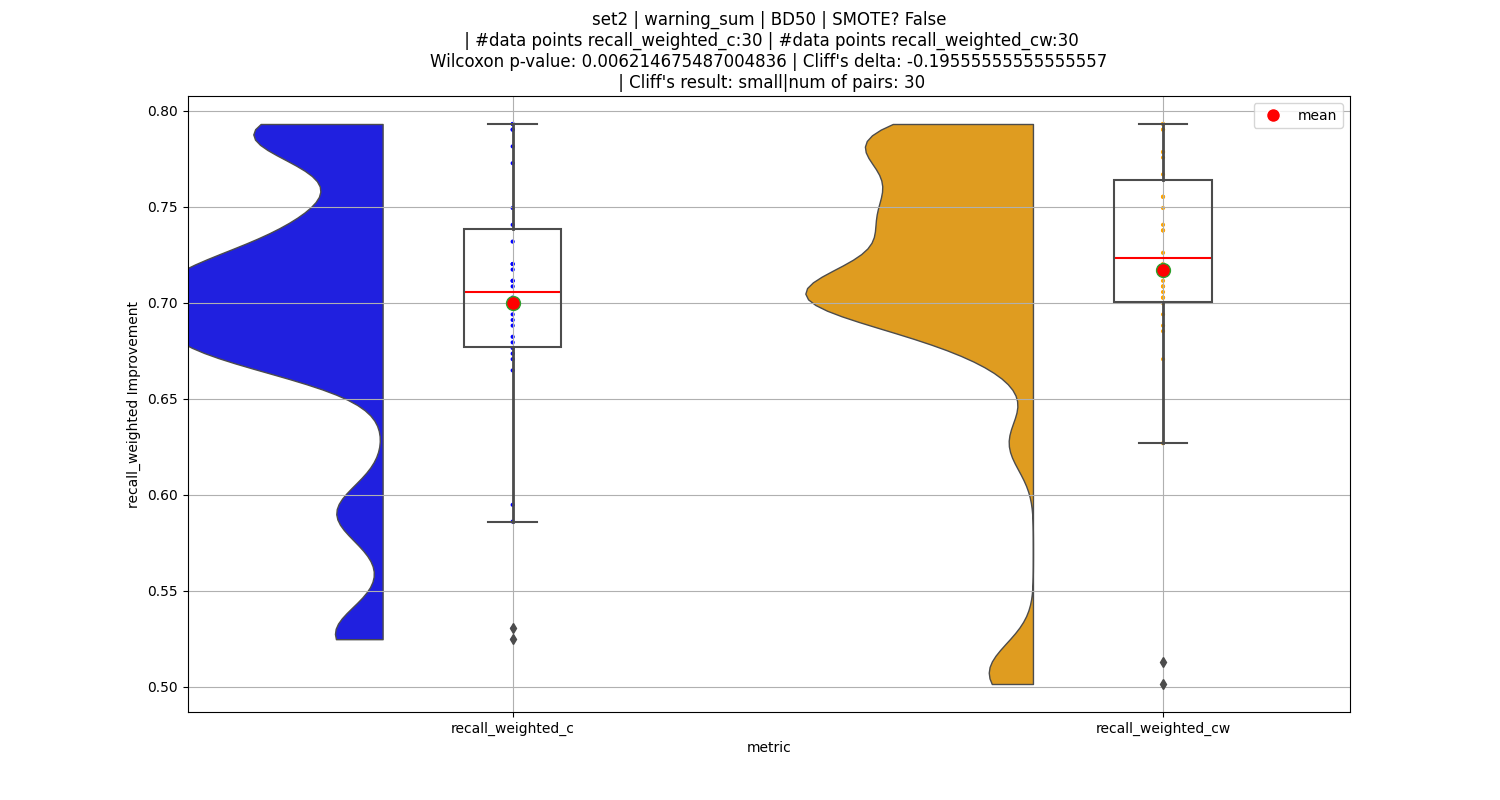 set2 | warning_sum | BD50 | SMOTE? False
| #data points recall_weighted_c:30 | #data points recall_weighted_cw:30
Wilcoxon p-value: 0.006214675487004836 | Cliff's delta: -0.19555555555555557
| Cliff's result: small|num of pairs: 30
mean
0.80
0.75
0.70
0.65
0.60
0.55
0.50
recall_weighted Improvement
recall_weighted_c
recall_weighted_cw
metric